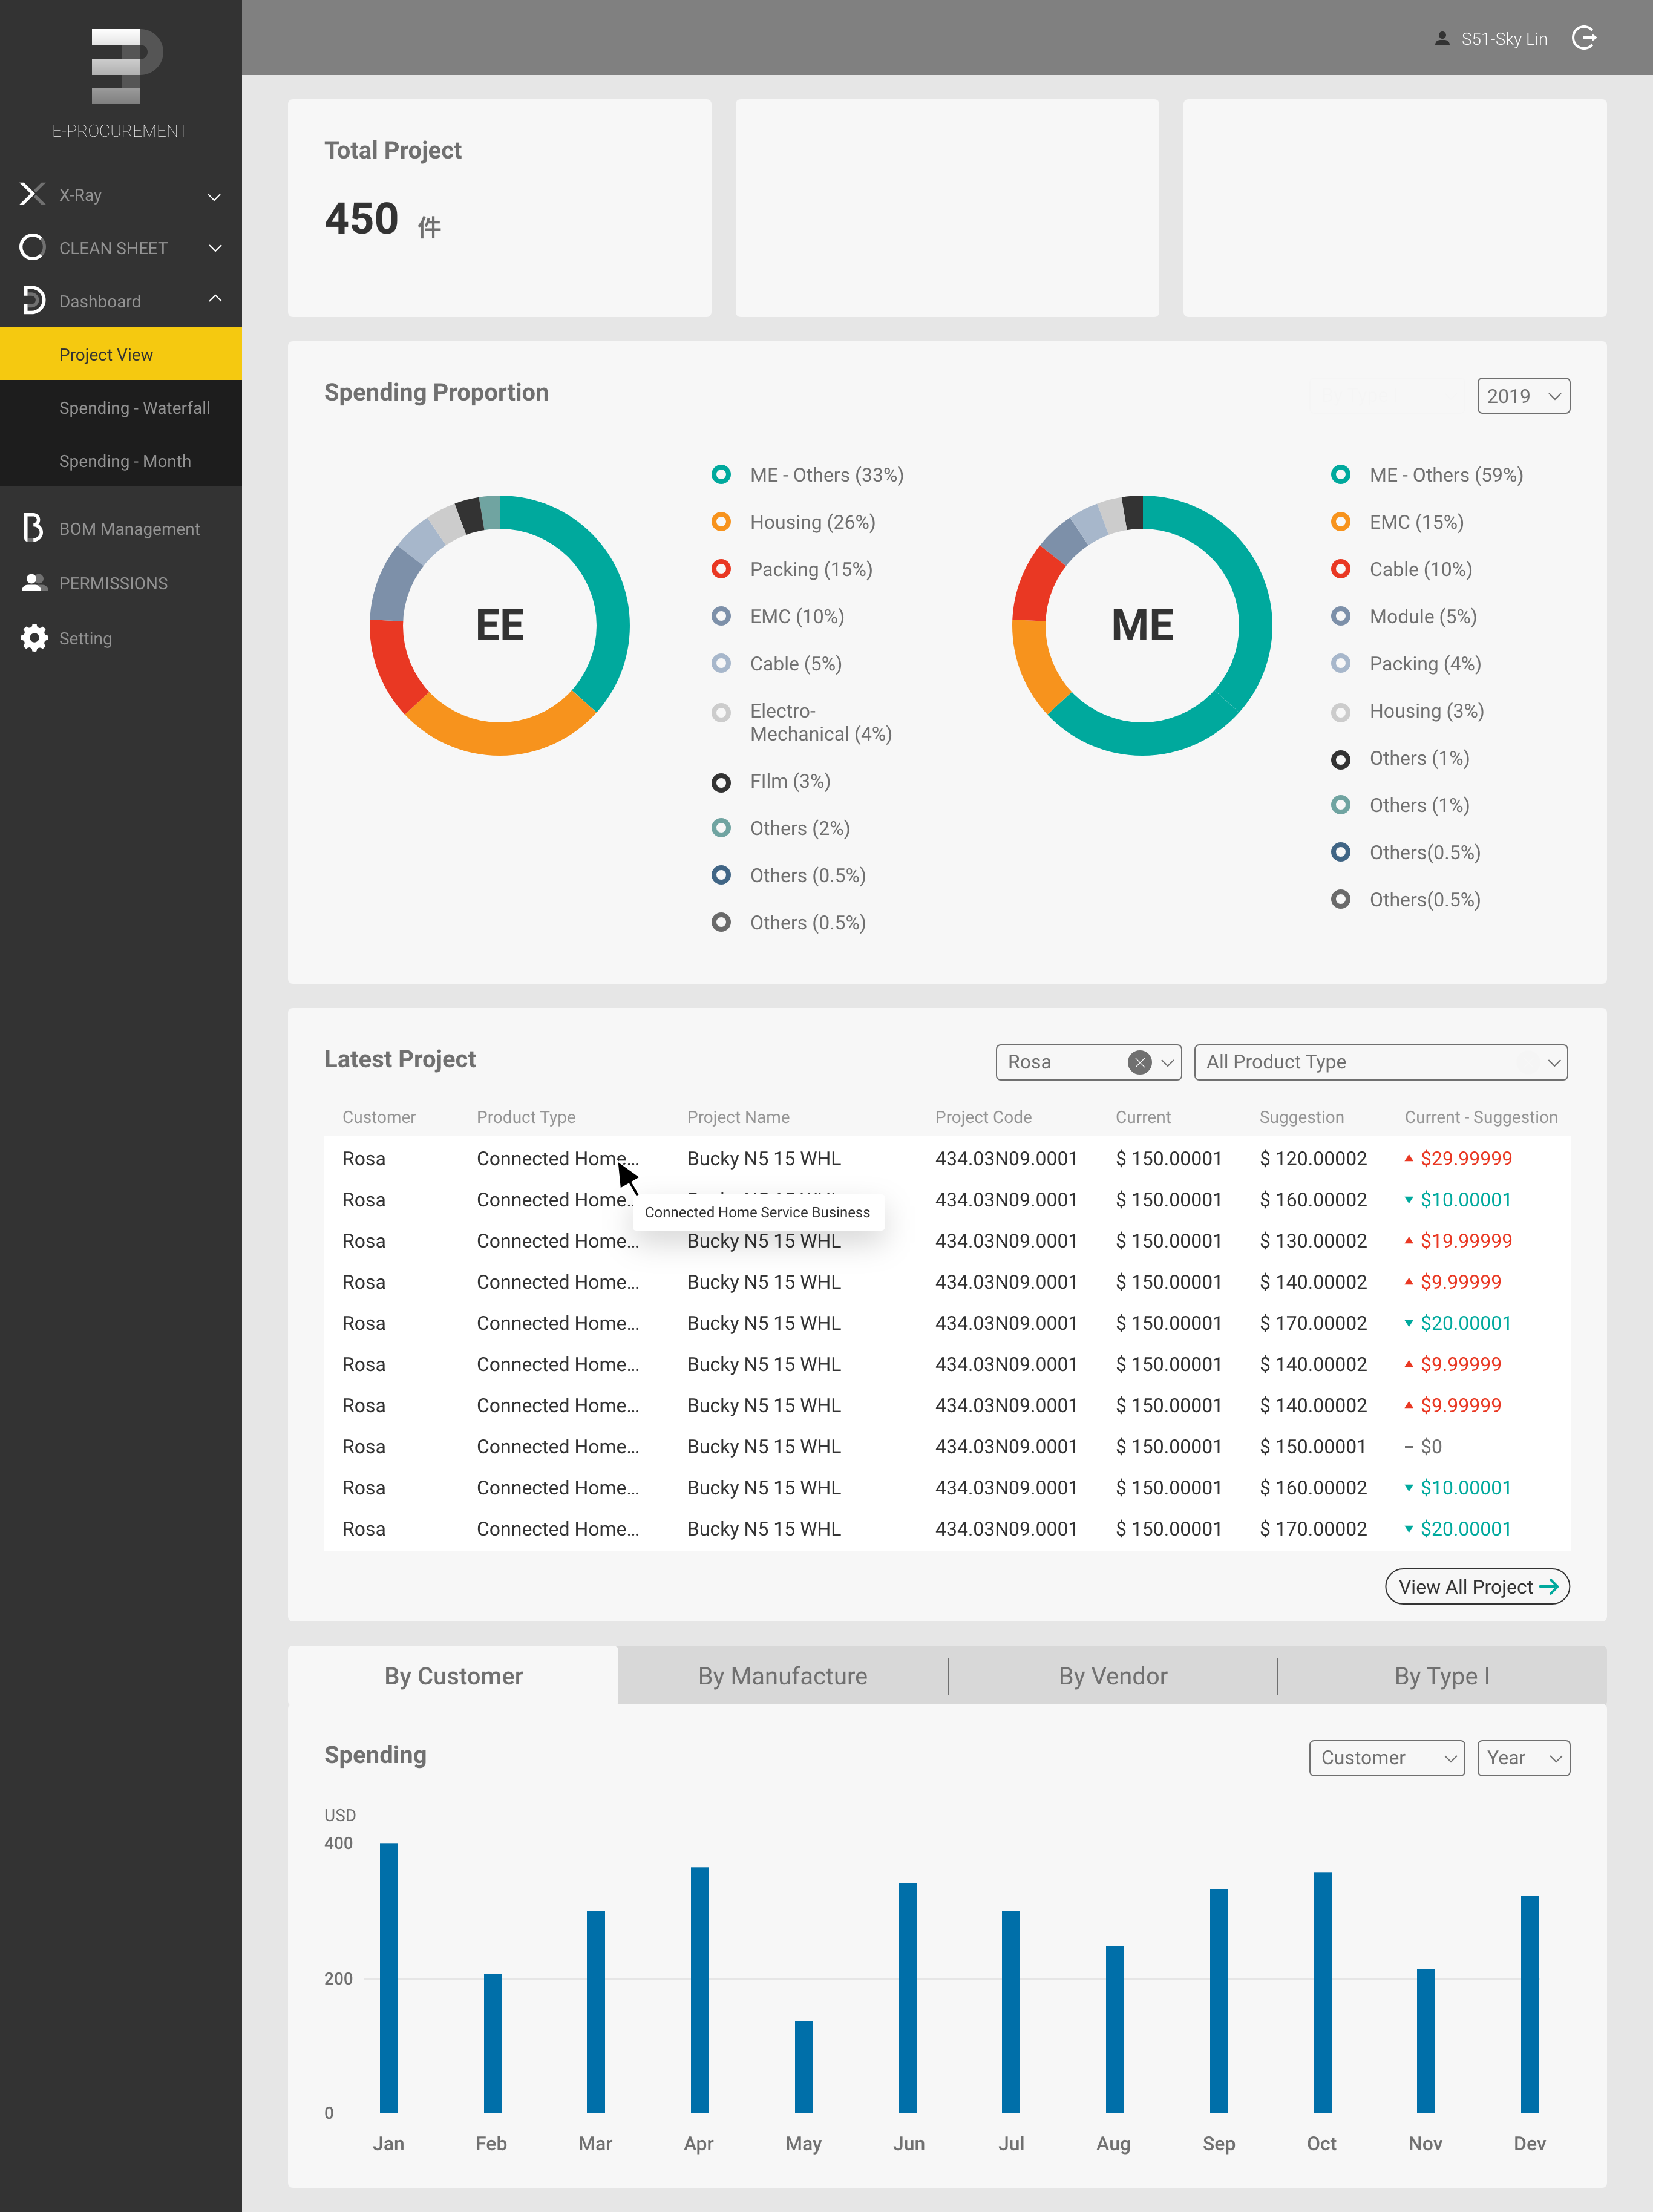 E-PROCUREMENT
X-Ray
CLEAN SHEET
Dashboard
Project View
Spending - Waterfall
Spending - Month
BOM Management
PERMISSIONS
Setting
S51-Sky Lin
Total Project
450 件
Spending Proportion
2019
EE
ME - Others (33%)
Housing (26%)
Packing (15%)
EMC (10%)
Cable (5%)
Electro-
Mechanical (4%)
FIlm (3%)
Others (2%)
Others (0.5%)
Others (0.5%)
ME
ME - Others (59%)
EMC (15%)
Cable (10%)
Module (5%)
Packing (4%)
Housing (3%)
Others (1%)
Others (1%)
Others(0.5%)
Others(0.5%)
Latest Project
Rosa
All Product Type
Customer Product Type Project Name Project Code Current Suggestion Current - Suggestion
Rosa Connected Home... Bucky N5 15 WHL 434.03N09.0001 $ 150.00001 $ 120.00002 $29.99999
Rosa Connected Home... 434.03N09.0001 $ 150.00001 $ 160.00002 $10.00001
Connected Home Service Business
Rosa Connected Home... Bucky N5 15 WHL 434.03N09.0001 $ 150.00001 $ 130.00002 $19.99999
Rosa Connected Home... Bucky N5 15 WHL 434.03N09.0001 $ 150.00001 $ 140.00002 $9.99999
Rosa Connected Home... Bucky N5 15 WHL 434.03N09.0001 $ 150.00001 $ 170.00002 $20.00001
Rosa Connected Home... Bucky N5 15 WHL 434.03N09.0001 $ 150.00001 $ 140.00002 $9.99999
Rosa Connected Home... Bucky N5 15 WHL 434.03N09.0001 $ 150.00001 $ 140.00002 $9.99999
Rosa Connected Home... Bucky N5 15 WHL 434.03N09.0001 $ 150.00001 $ 150.00001 – $0
Rosa Connected Home... Bucky N5 15 WHL 434.03N09.0001 $ 150.00001 $ 160.00002 $10.00001
Rosa Connected Home... Bucky N5 15 WHL 434.03N09.0001 $ 150.00001 $ 170.00002 $20.00001
View All Project
By Customer By Manufacture By Vendor By Type I
Spending
Customer
Year
USD
400
200
0
Jan Feb Mar Apr May Jun Jul Aug Sep Oct Nov Dev